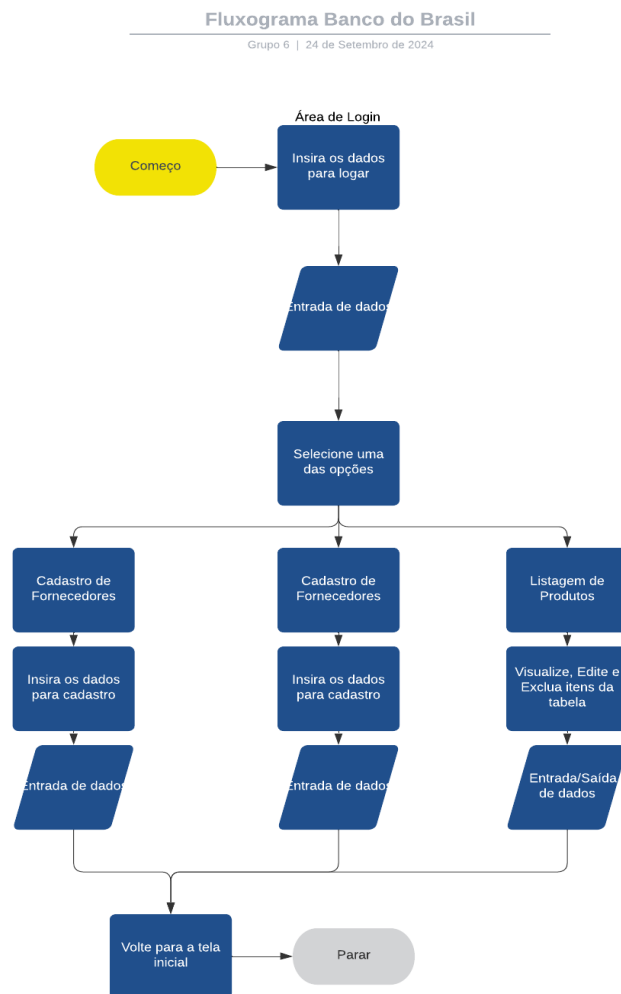 Fluxograma Banco do Brasil
Grupo 6 | 24 de Setembro de 2024
Área de Login
Começo
Insira os dados
para logar
Entrada de dados
Selecione uma
das opções
Cadastro de
Fornecedores
Cadastro de
Fornecedores
Listagem de
Produtos
Insira os dados
para cadastro
Insira os dados
para cadastro
Visualize, Edite e
Exclua itens da
tabela
Entrada de dados
Entrada de dados
Entrada/Saída
de dados
Volte para a tela
inicial
Parar